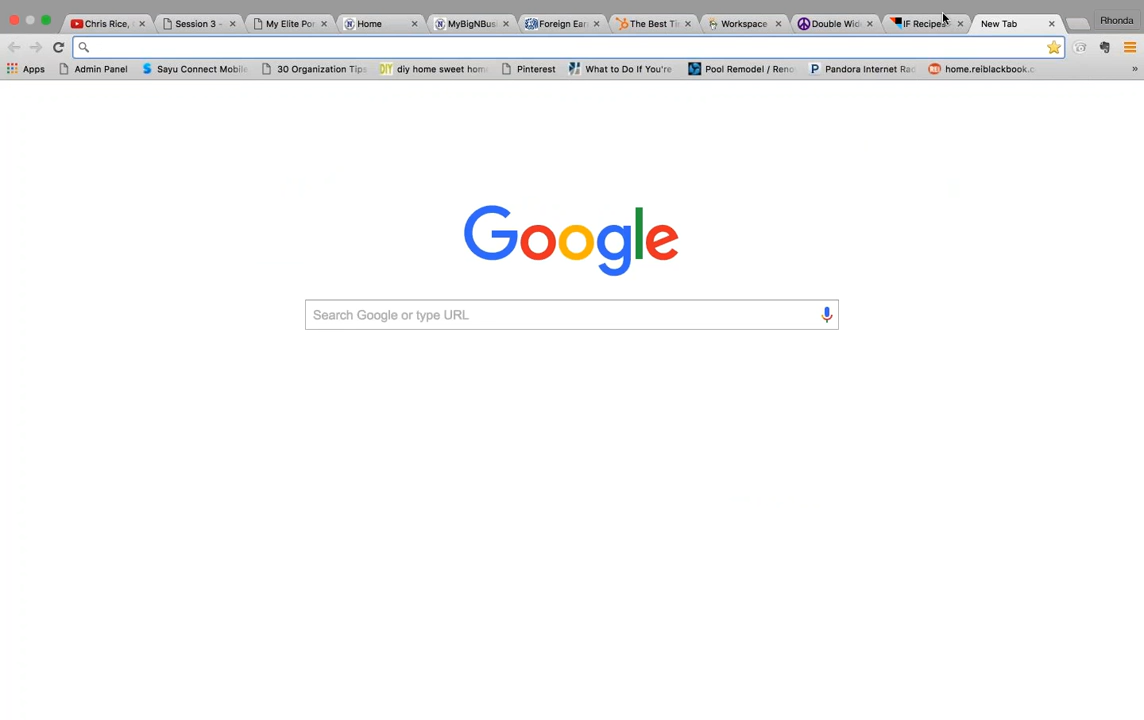 Chris Rice, Session 3 - My Elite Por Home MyBigNBus Foreign Ear The Best Ti Workspace Double Wid IF Recipes New Tab Rhonda
Apps Admin Panel Sayu Connect Mobile 30 Organization Tips diy home sweet hom Pinterest What to Do If You're Pool Remodel / Reno Pandora Internet Rad REI home.reiblackbook.c »
Google
Search Google or type URL